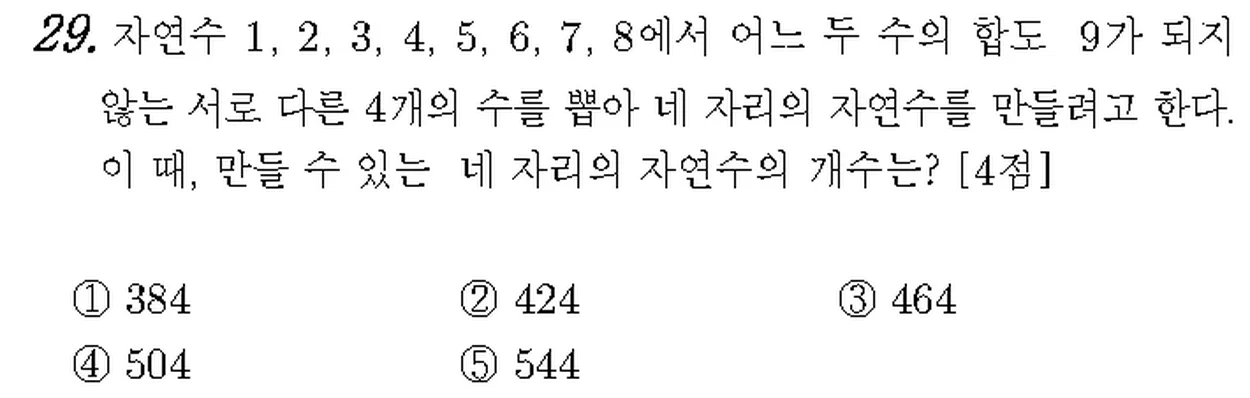 29. 자연수 1, 2, 3, 4, 5, 6, 7, 8에서 어느 두 수의 합도 9가 되지
않는 서로 다른 4개의 수를 뽑아 네 자리의 자연수를 만들려고 한다.
이 때, 만들 수 있는 네 자리의 자연수의 개수는? [4점]
① 384 ② 424 ③ 464
④ 504 ⑤ 544